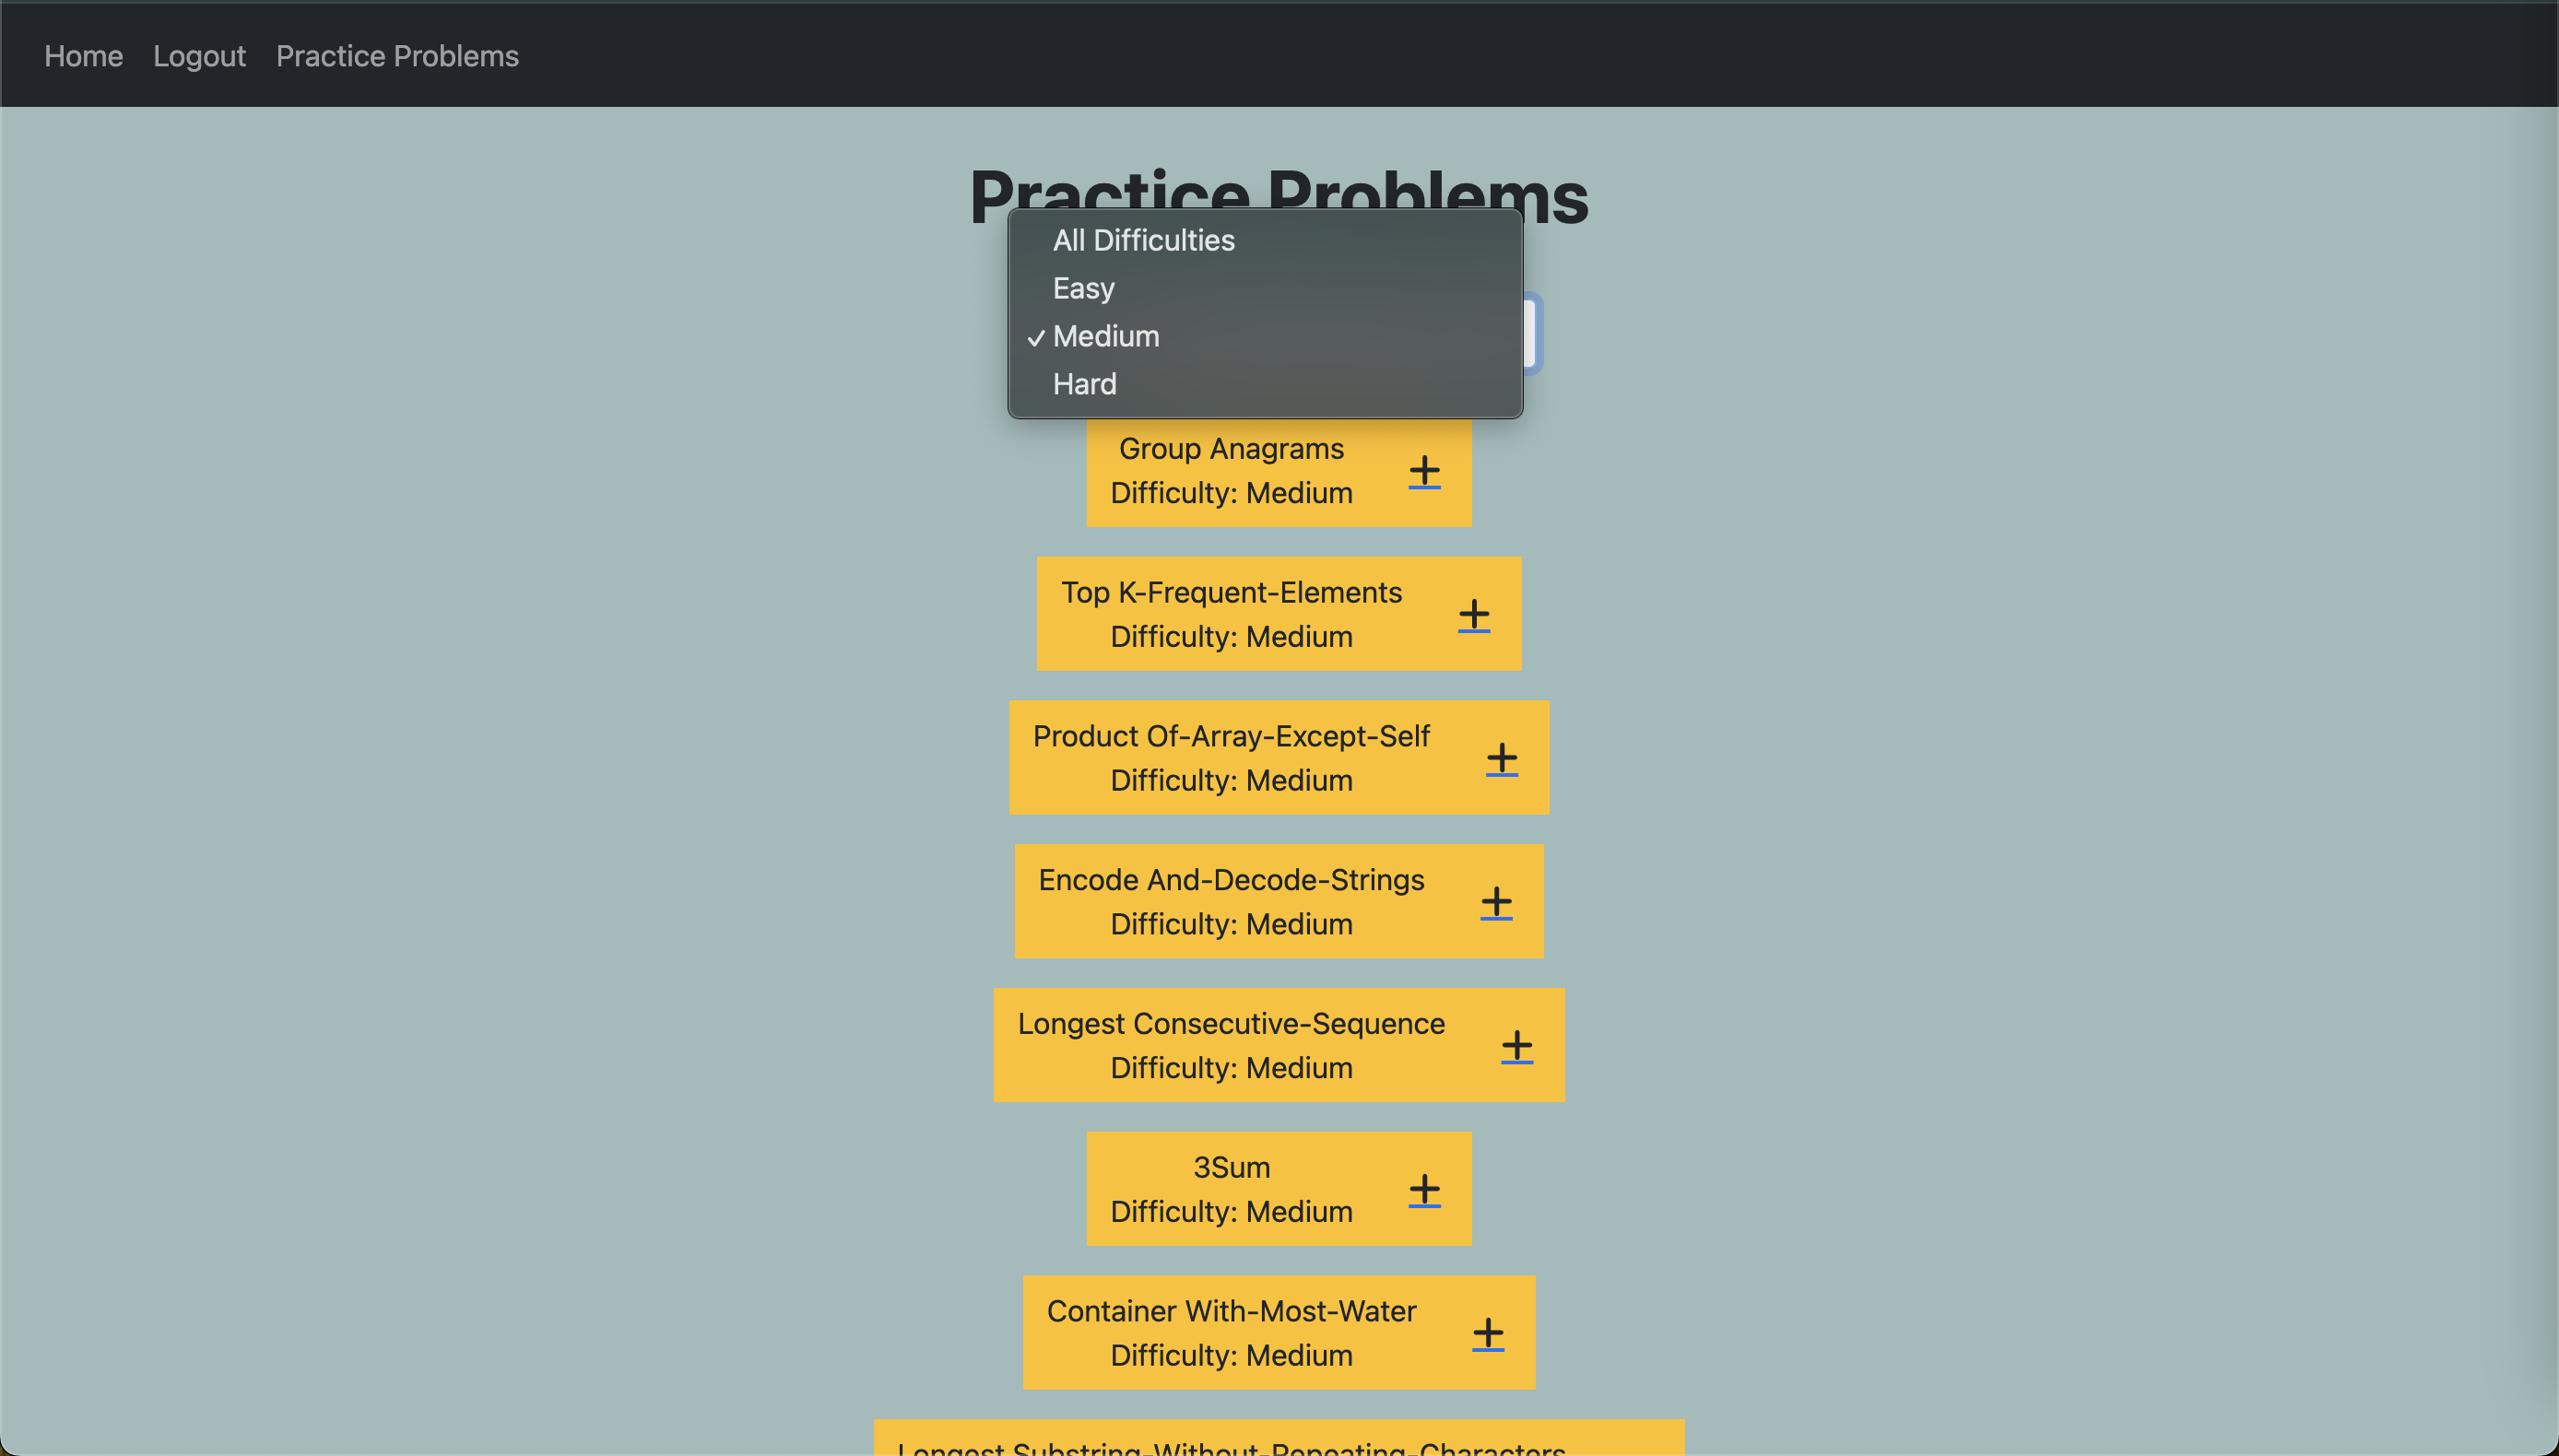 Home Logout Practice Problems
Practice Problems
All Difficulties
Easy
✓ Medium
Hard
Group Anagrams
Difficulty: Medium
Top K-Frequent-Elements
Difficulty: Medium
Product Of-Array-Except-Self
Difficulty: Medium
Encode And-Decode-Strings
Difficulty: Medium
Longest Consecutive-Sequence
Difficulty: Medium
3Sum
Difficulty: Medium
Container With-Most-Water
Difficulty: Medium
Longest Substring-Without-Repeating-Characters